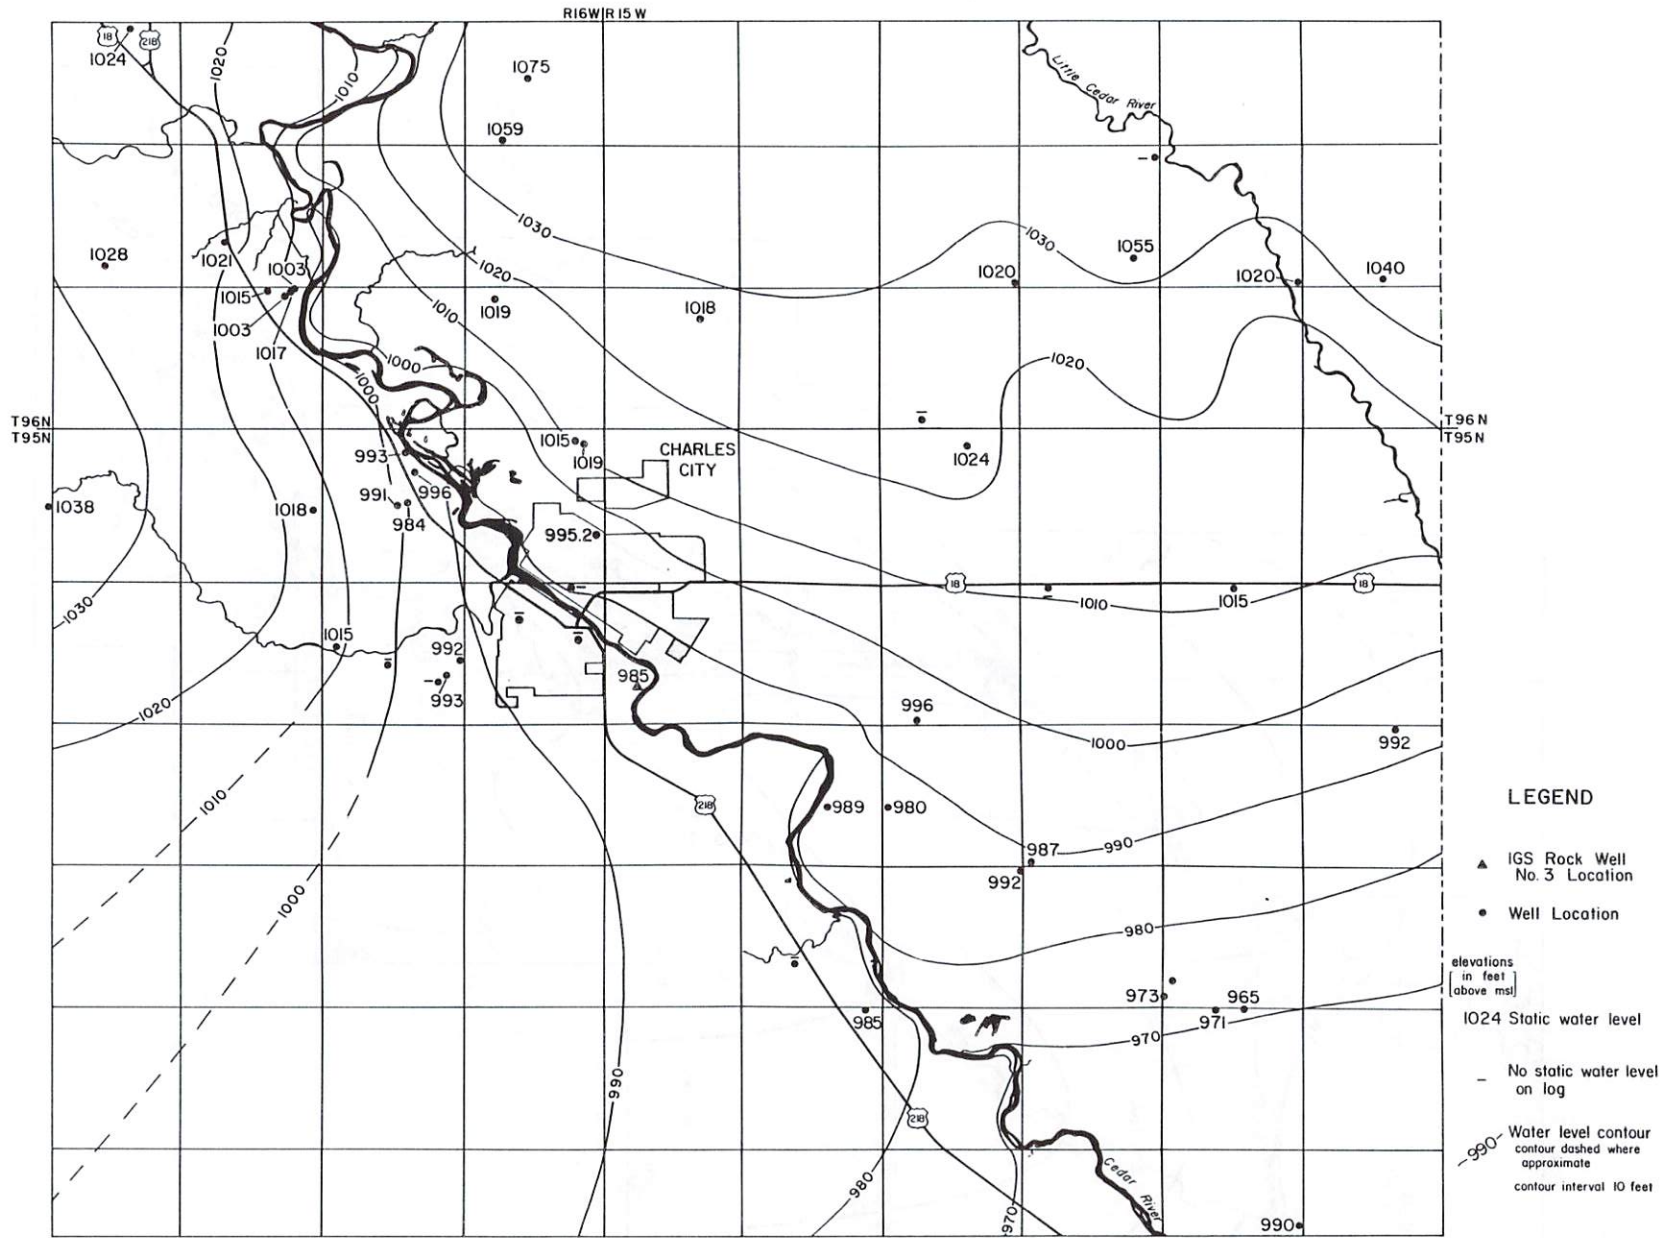 R16W R15W
18
218
1024
1020
1010
1075
1059
Little Cedar River
1030
1030
1055
1028
1021
1003
1015
1003
1017
1020
1019
1010
1018
1020
1020
1040
1000
1000
1020
T96N
T95N
T96N
T95N
993
1015
1019
CHARLES
CITY
1024
1038
991
996
984
1018
995.2
18
18
1030
1010
1015
1015
992
993
985
1020
996
1000
992
1010
218
989
980
987
990
992
LEGEND
IGS Rock Well
No. 3 Location
Well Location
1000
980
elevations
in feet
above msl
1024 Static water level
973
971
965
985
970
990
218
No static water level
on log
-990- Water level contour
contour dashed where
approximate
contour interval 10 feet
980
970
Cedar River
990